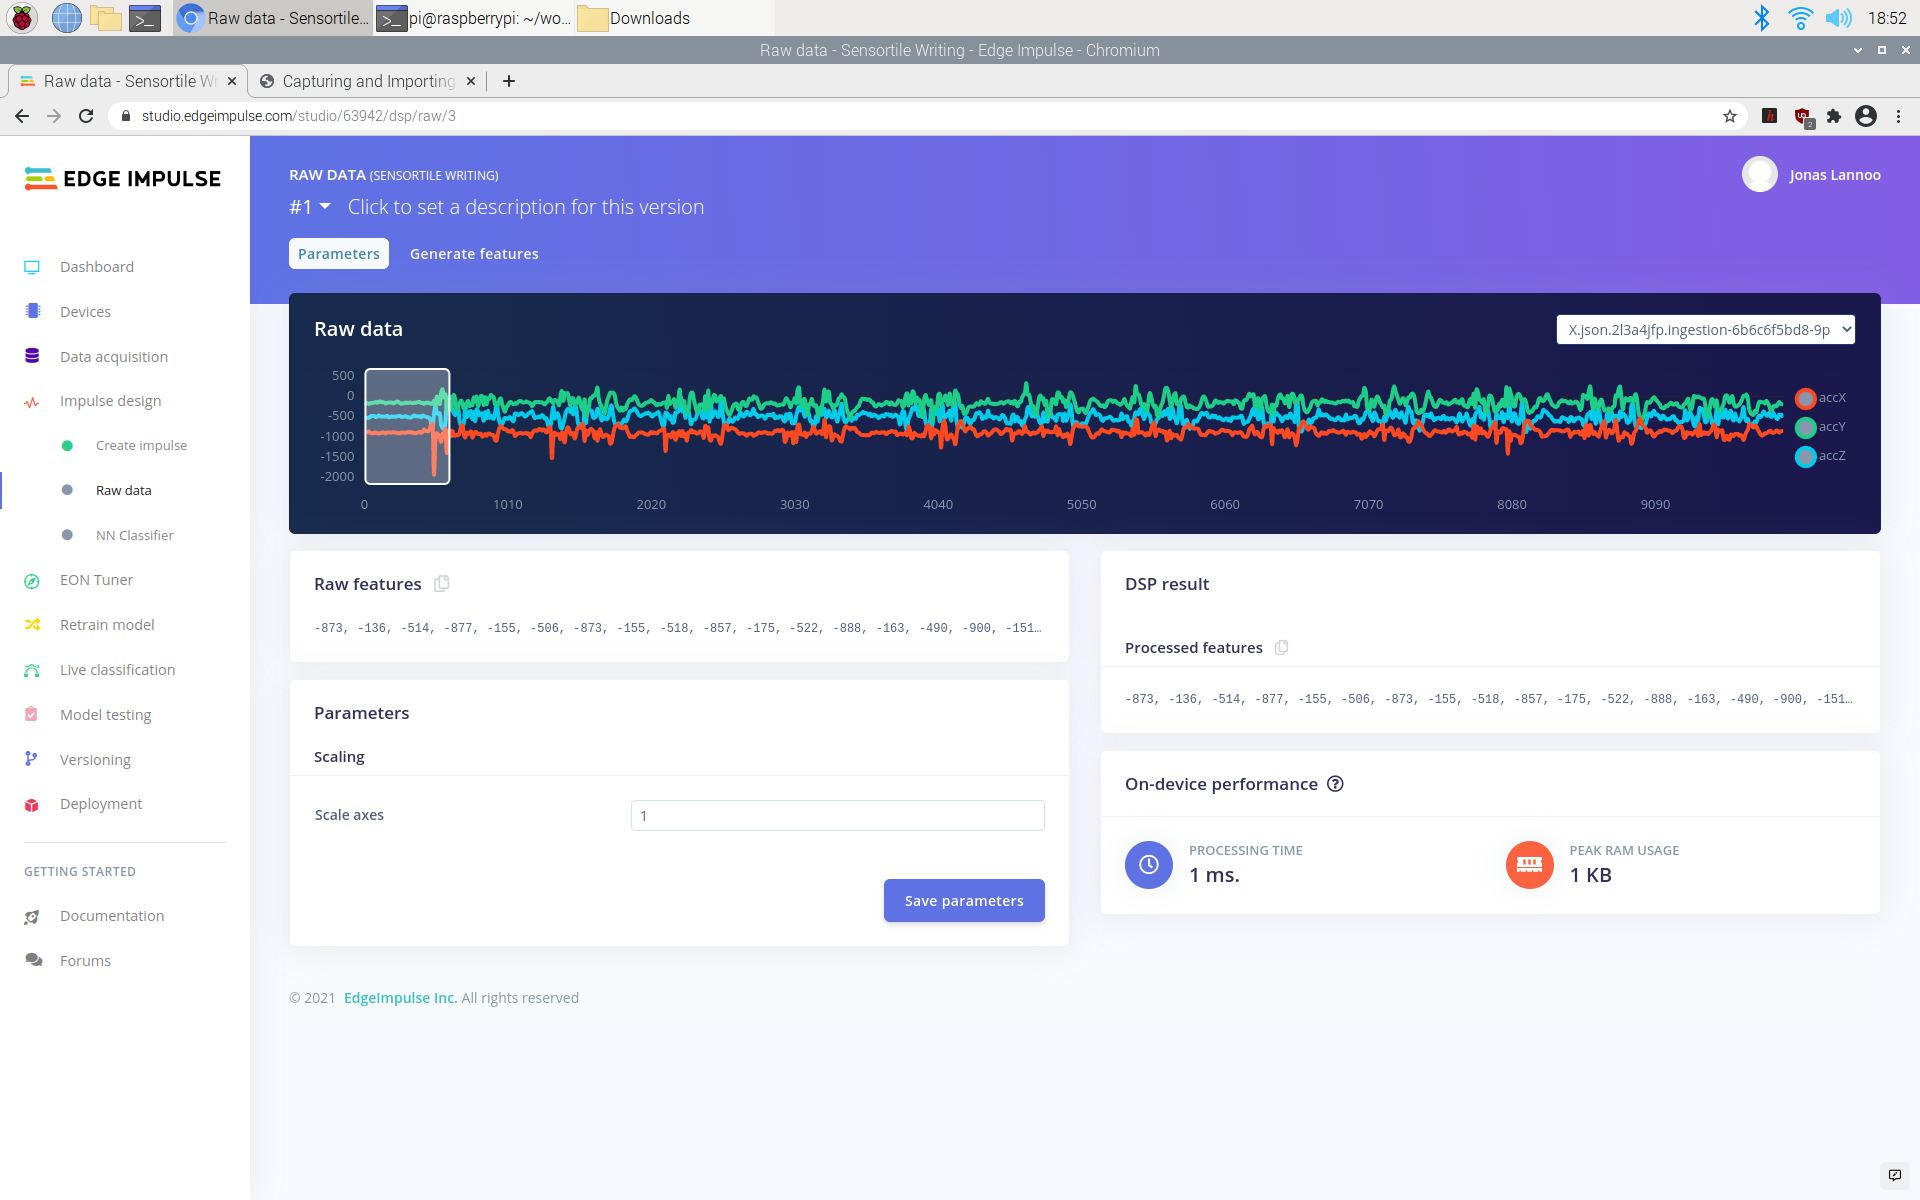 Raw data - Sensortile...
pi@raspberrypi: ~/wo...
Downloads
18:52
Raw data - Sensortile Writing - Edge Impulse - Chromium
Raw data - Sensortile Wr
Capturing and Importing
studio.edgeimpulse.com/studio/63942/dsp/raw/3
2
EDGE IMPULSE
Dashboard
Devices
Data acquisition
Impulse design
Create impulse
Raw data
NN Classifier
EON Tuner
Retrain model
Live classification
Model testing
Versioning
Deployment
GETTING STARTED
Documentation
Forums
RAW DATA (SENSORTILE WRITING)
Jonas Lannoo
#1 Click to set a description for this version
Parameters Generate features
Raw data
X.json.2l3a4jfp.ingestion-6b6c6f5bd8-9p
500
0
-500
-1000
-1500
-2000
0 1010 2020 3030 4040 5050 6060 7070 8080 9090
accX
accY
accZ
Raw features
-873, -136, -514, -877, -155, -506, -873, -155, -518, -857, -175, -522, -888, -163, -490, -900, -151…
Parameters
Scaling
Scale axes 1
Save parameters
DSP result
Processed features
-873, -136, -514, -877, -155, -506, -873, -155, -518, -857, -175, -522, -888, -163, -490, -900, -151…
On-device performance
PROCESSING TIME
1 ms.
PEAK RAM USAGE
1 KB
© 2021 EdgeImpulse Inc. All rights reserved